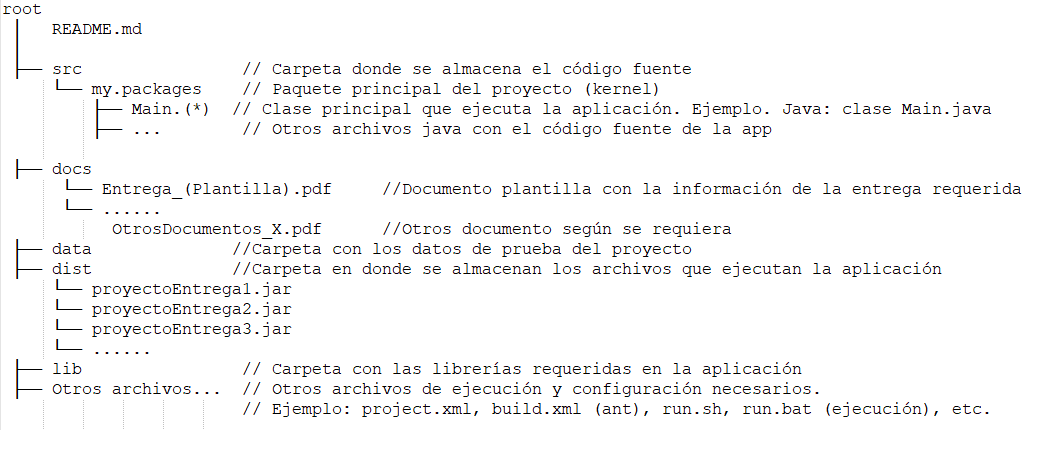 root
README.md
src // Carpeta donde se almacena el código fuente
my.packages // Paquete principal del proyecto (kernel)
Main.(*) // Clase principal que ejecuta la aplicación. Ejemplo. Java: clase Main.java
... // Otros archivos java con el código fuente de la app
docs
Entrega_(Plantilla).pdf //Documento plantilla con la información de la entrega requerida
......
OtrosDocumentos_X.pdf //Otros documento según se requiera
data //Carpeta con los datos de prueba del proyecto
dist //Carpeta en donde se almacenan los archivos que ejecutan la aplicación
proyectoEntrega1.jar
proyectoEntrega2.jar
proyectoEntrega3.jar
......
lib // Carpeta con las librerías requeridas en la aplicación
Otros archivos... // Otros archivos de ejecución y configuración necesarios.
// Ejemplo: project.xml, build.xml (ant), run.sh, run.bat (ejecución), etc.